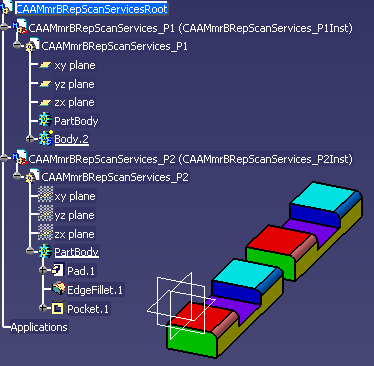 CAAMmrBRepScanServicesRoot
CAAMmrBRepScanServices_P1 (CAAMmrBRepScanServices_P1Inst)
CAAMmrBRepScanServices_P1
xy plane
yz plane
zx plane
PartBody
Body.2
CAAMmrBRepScanServices_P2 (CAAMmrBRepScanServices_P2Inst)
CAAMmrBRepScanServices_P2
xy plane
yz plane
zx plane
PartBody
Pad.1
EdgeFillet.1
Pocket.1
Applications